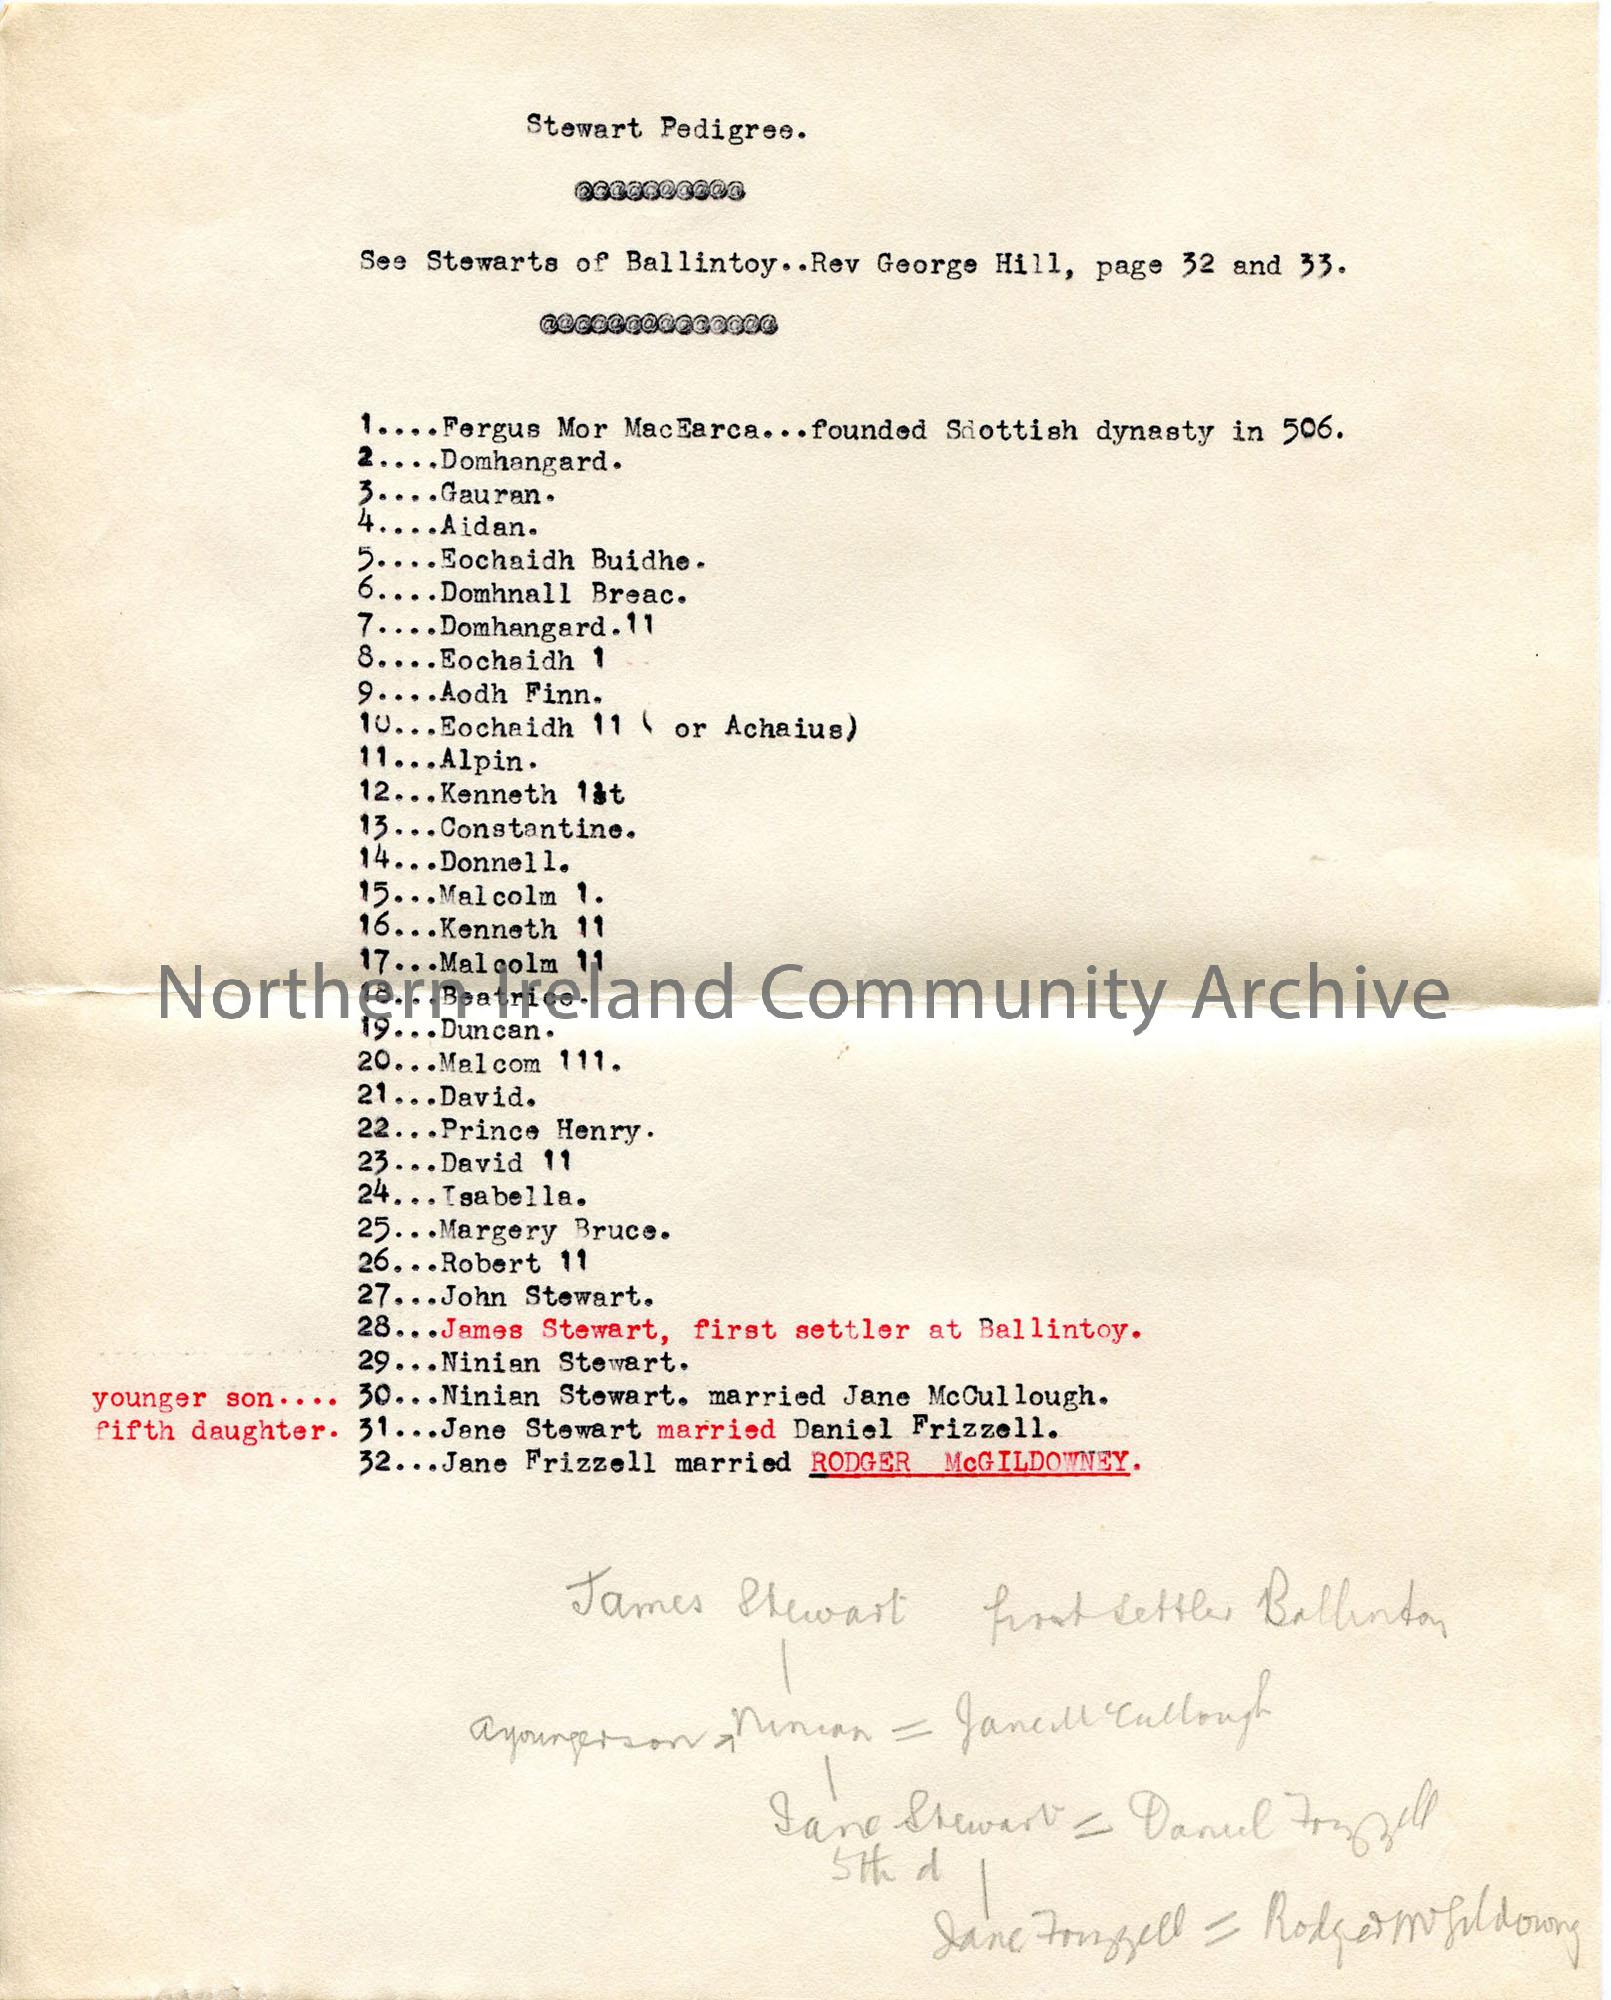 Stewart Pedigree.
@@@@@@@@@@
See Stewarts of Ballintoy..Rev George Hill, page 32 and 33.
@@@@@@@@@@@@@@
1....Fergus Mor MacEarca...founded Sdottish dynasty in 506.
2....Domhangard.
3....Gauran.
4....Aidan.
5....Eochaidh Buidhe.
6....Domhnall Breac.
7....Domhangard.11
8....Eochaidh 1
9....Aodh Finn.
10...Eochaidh 11 ( or Achaius)
11...Alpin.
12...Kenneth 1st
13...Constantine.
14...Donnell.
15...Malcolm 1.
16...Kenneth 11
17...Malcolm 11
Northern Ireland Community Archive
18...Beatrice.
19...Duncan.
20...Malcom 111.
21...David.
22...Prince Henry.
23...David 11
24...Isabella.
25...Margery Bruce.
26...Robert 11
27...John Stewart.
28...James Stewart, first settler at Ballintoy.
29...Ninian Stewart.
younger son.... 30...Ninian Stewart. married Jane McCullough.
fifth daughter. 31...Jane Stewart married Daniel Frizzell.
32...Jane Frizzell married RODGER McGILDOWNEY.
James Stewart first settler Ballintoy
a younger son → Ninian = Jane McCullough
Jane Stewart = Daniel Frizzell
5th d
Jane Frizzell = Rodger McGildowny